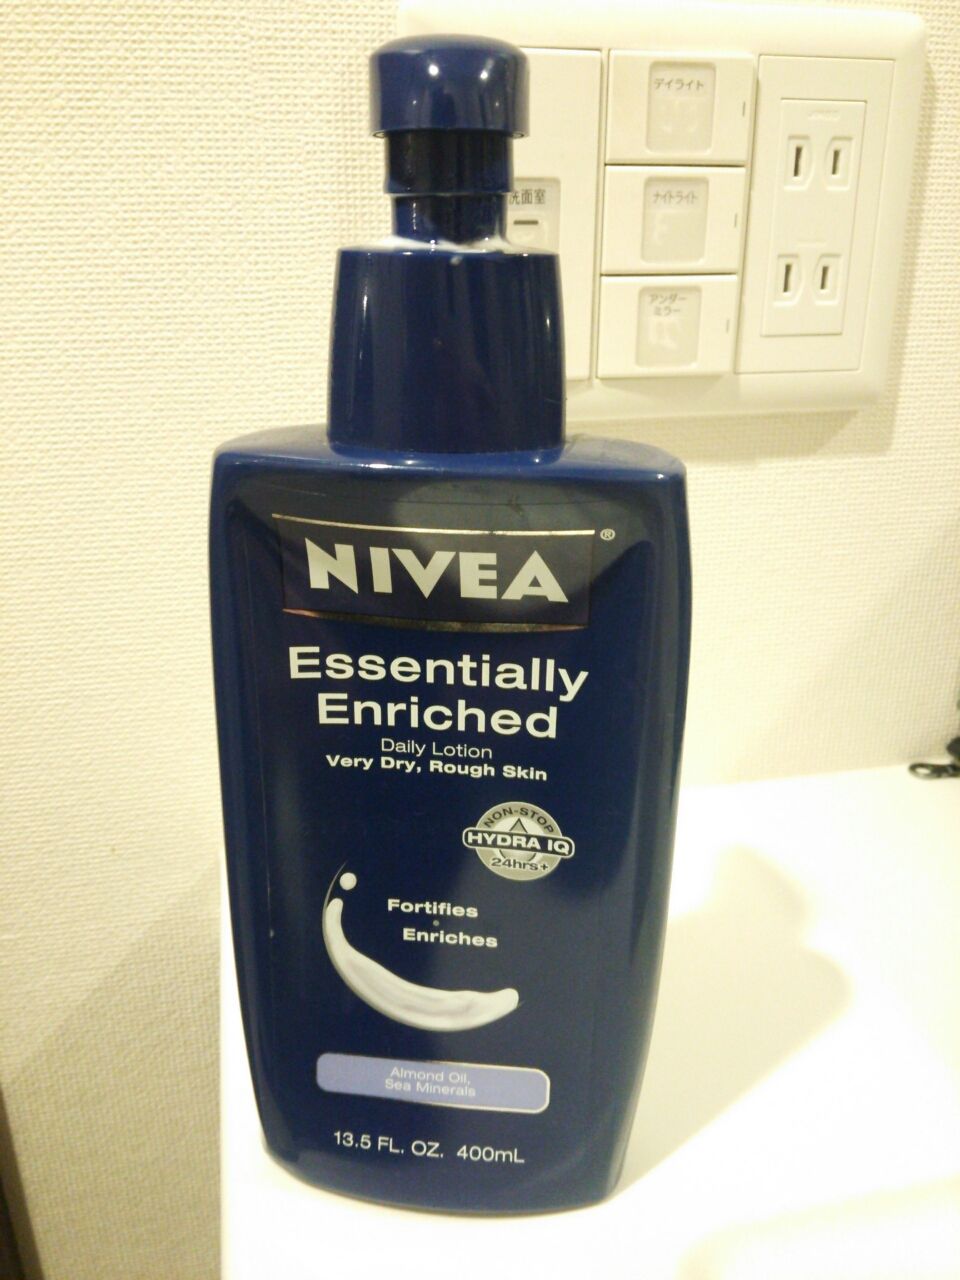 デイライト
洗面室
ナイトライト
アンダー
ミラー
NIVEA®
Essentially
Enriched
Daily Lotion
Very Dry, Rough Skin
NON-STOP
HYDRA IQ
24hrs+
Fortifies
Enriches
Almond Oil,
Sea Minerals
13.5 FL. OZ. 400mL